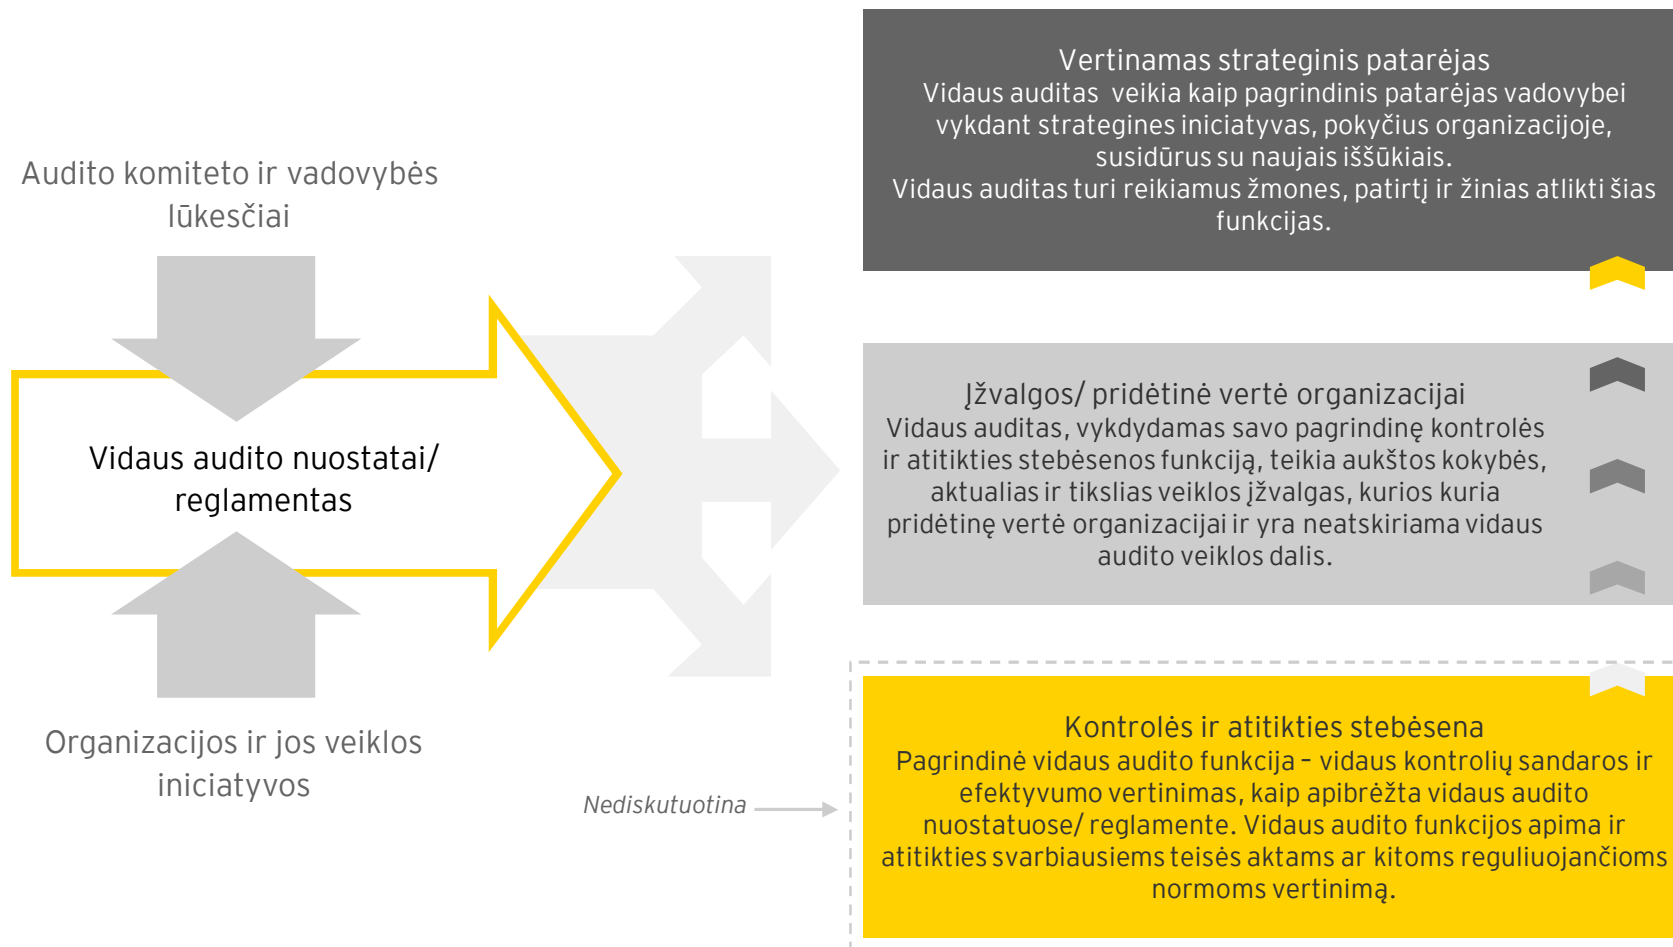 Audito komiteto ir vadovybės
lūkesčiai
Vidaus audito nuostatai/
reglamentas
Organizacijos ir jos veiklos
iniciatyvos
Nediskutuotina
Vertinamas strateginis patarėjas
Vidaus auditas veikia kaip pagrindinis patarėjas vadovybei
vykdant strategines iniciatyvas, pokyčius organizacijoje,
susidūrus su naujais iššūkiais.
Vidaus auditas turi reikiamus žmones, patirtį ir žinias atlikti šias
funkcijas.
Įžvalgos/ pridėtinė vertė organizacijai
Vidaus auditas, vykdydamas savo pagrindinę kontrolės
ir atitikties stebėsenos funkciją, teikia aukštos kokybės,
aktualias ir tikslias veiklos įžvalgas, kurios kuria
pridėtinę vertė organizacijai ir yra neatskiriama vidaus
audito veiklos dalis.
Kontrolės ir atitikties stebėsena
Pagrindinė vidaus audito funkcija – vidaus kontrolių sandaros ir
efektyvumo vertinimas, kaip apibrėžta vidaus audito
nuostatuose/ reglamente. Vidaus audito funkcijos apima ir
atitikties svarbiausiems teisės aktams ar kitoms reguliuojančioms
normoms vertinimą.